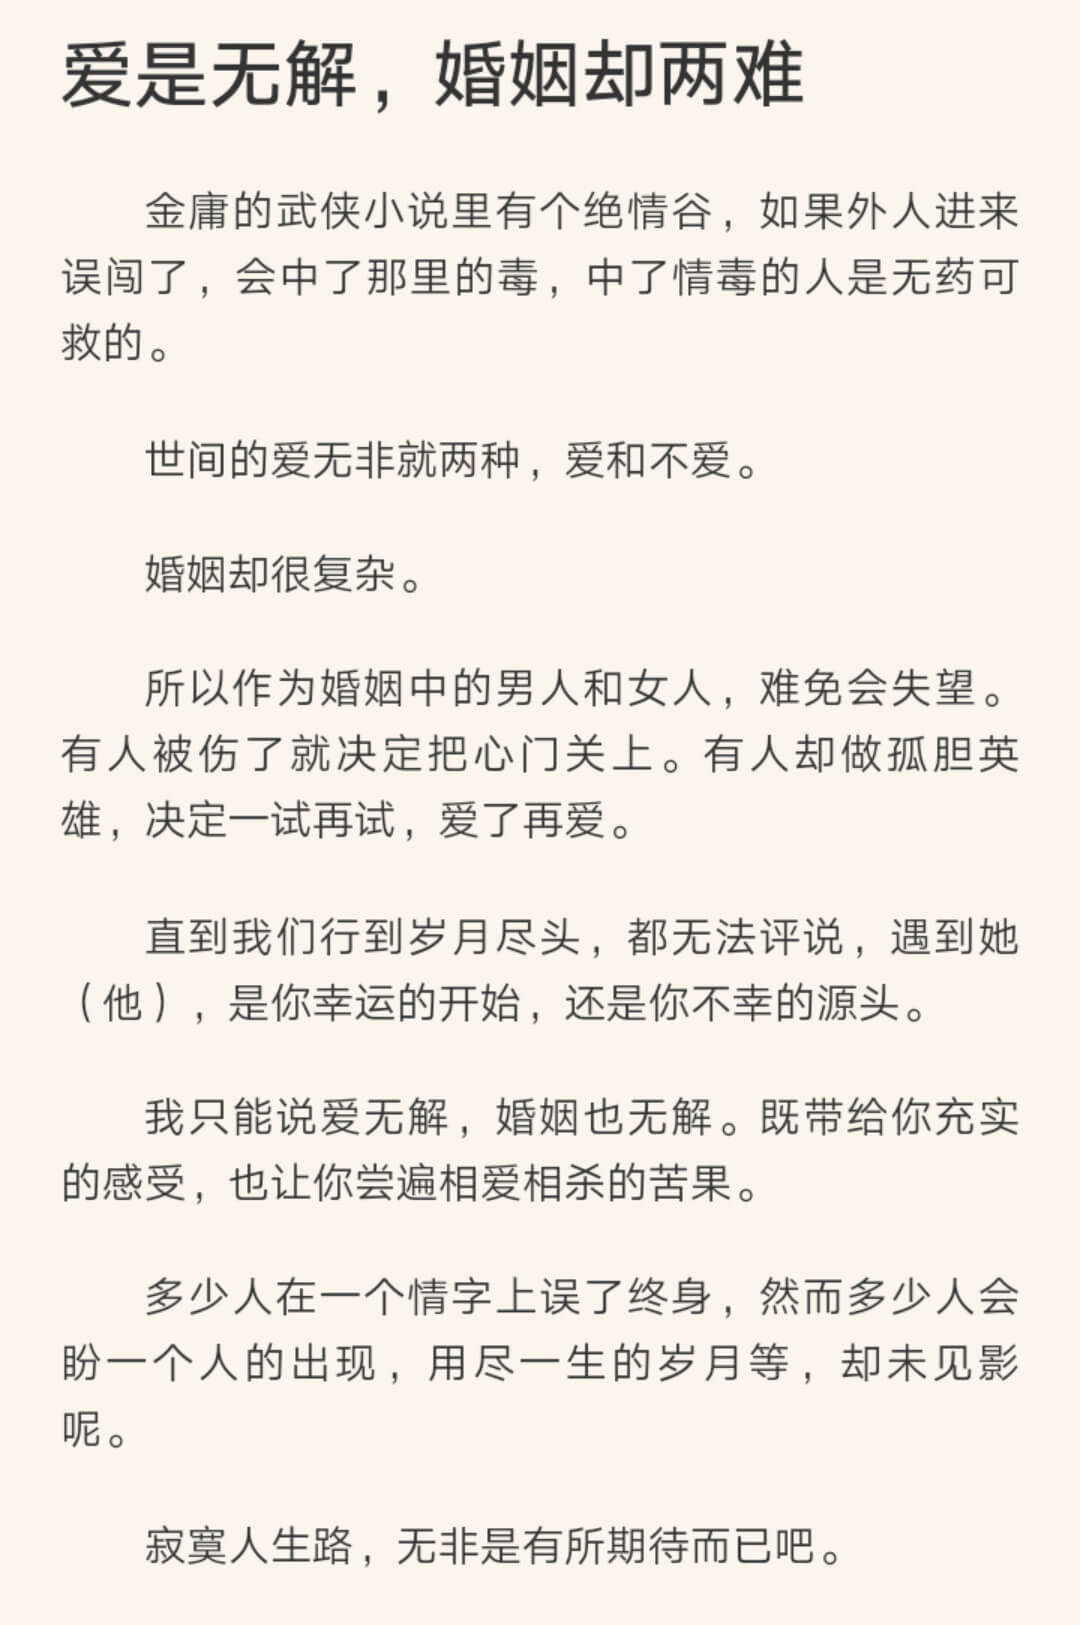 爱是无解，婚姻却两难
金庸的武侠小说里有个绝情谷，如果外人进来
误闯了，会中了那里的毒，中了情毒的人是无药可
救的。
世间的爱无非就两种，爱和不爱。
婚姻却很复杂。
所以作为婚姻中的男人和女人，难免会失望。
有人被伤了就决定把心门关上。有人却做孤胆英
雄，决定一试再试，爱了再爱。
直到我们行到岁月尽头，都无法评说，遇到她
（他），是你幸运的开始，还是你不幸的源头。
我只能说爱无解，婚姻也无解。既带给你充实
的感受，也让你尝遍相爱相杀的苦果。
多少人在一个情字上误了终身，然而多少人会
盼一个人的出现，用尽一生的岁月等，却未见影
呢。
寂寞人生路，无非是有所期待而已吧。